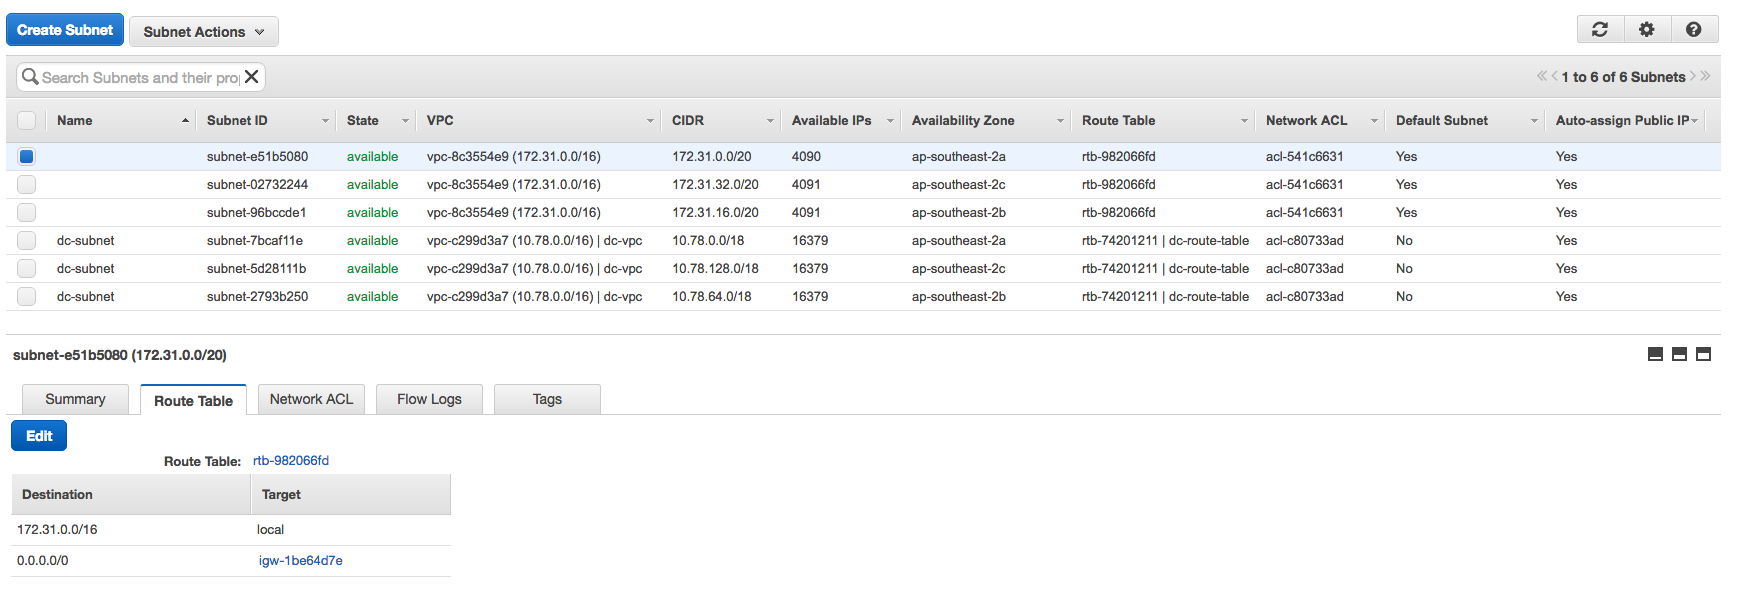 Create Subnet Subnet Actions
Search Subnets and their pro 1 to 6 of 6 Subnets
Name Subnet ID State VPC CIDR Available IPs Availability Zone Route Table Network ACL Default Subnet Auto-assign Public IP
subnet-e51b5080 available vpc-8c3554e9 (172.31.0.0/16) 172.31.0.0/20 4090 ap-southeast-2a rtb-982066fd acl-541c6631 Yes Yes
subnet-02732244 available vpc-8c3554e9 (172.31.0.0/16) 172.31.32.0/20 4091 ap-southeast-2c rtb-982066fd acl-541c6631 Yes Yes
subnet-96bccde1 available vpc-8c3554e9 (172.31.0.0/16) 172.31.16.0/20 4091 ap-southeast-2b rtb-982066fd acl-541c6631 Yes Yes
dc-subnet subnet-7bcaf11e available vpc-c299d3a7 (10.78.0.0/16) | dc-vpc 10.78.0.0/18 16379 ap-southeast-2a rtb-74201211 | dc-route-table acl-c80733ad No Yes
dc-subnet subnet-5d28111b available vpc-c299d3a7 (10.78.0.0/16) | dc-vpc 10.78.128.0/18 16379 ap-southeast-2c rtb-74201211 | dc-route-table acl-c80733ad No Yes
dc-subnet subnet-2793b250 available vpc-c299d3a7 (10.78.0.0/16) | dc-vpc 10.78.64.0/18 16379 ap-southeast-2b rtb-74201211 | dc-route-table acl-c80733ad No Yes
subnet-e51b5080 (172.31.0.0/20)
Summary Route Table Network ACL Flow Logs Tags
Edit
Route Table: rtb-982066fd
Destination Target
172.31.0.0/16 local
0.0.0.0/0 igw-1be64d7e